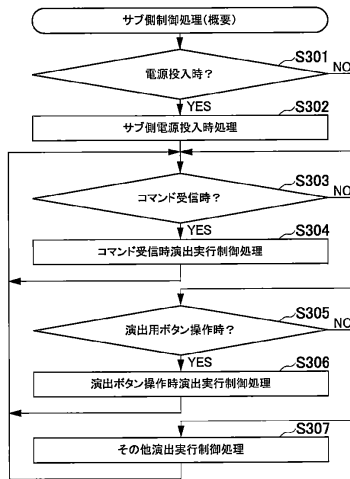 サブ側制御処理(概要)
S301
電源投入時?
NO
YES
S302
サブ側電源投入時処理
S303
コマンド受信時?
NO
YES
S304
コマンド受信時演出実行制御処理
S305
演出用ボタン操作時?
NO
YES
S306
演出ボタン操作時演出実行制御処理
S307
その他演出実行制御処理